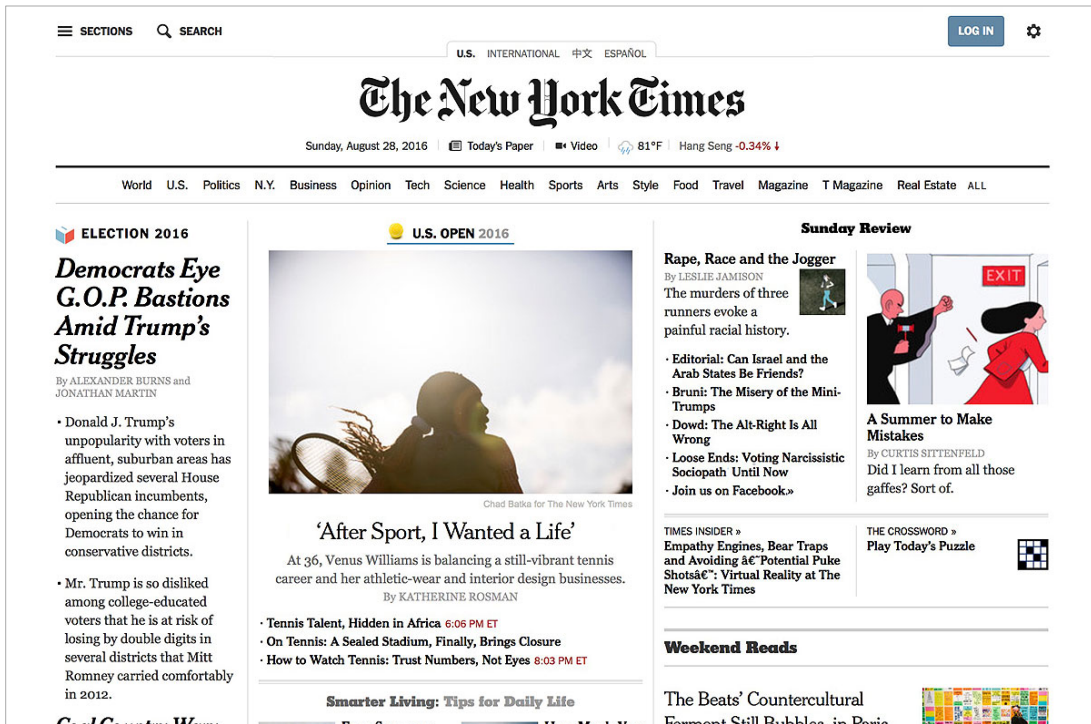 SECTIONS
SEARCH
LOG IN
U.S. INTERNATIONAL 中文 ESPAÑOL
The New York Times
Sunday, August 28, 2016
Today's Paper
Video
81°F
Hang Seng -0.34% ↓
World U.S. Politics N.Y. Business Opinion Tech Science Health Sports Arts Style Food Travel Magazine T Magazine Real Estate ALL
ELECTION 2016
Democrats Eye
G.O.P. Bastions
Amid Trump's
Struggles
By ALEXANDER BURNS and
JONATHAN MARTIN
· Donald J. Trump's
unpopularity with voters in
affluent, suburban areas has
jeopardized several House
Republican incumbents,
opening the chance for
Democrats to win in
conservative districts.
· Mr. Trump is so disliked
among college-educated
voters that he is at risk of
losing by double digits in
several districts that Mitt
Romney carried comfortably
in 2012.
U.S. OPEN 2016
Chad Batka for The New York Times
‘After Sport, I Wanted a Life’
At 36, Venus Williams is balancing a still-vibrant tennis
career and her athletic-wear and interior design businesses.
By KATHERINE ROSMAN
· Tennis Talent, Hidden in Africa 6:06 PM ET
· On Tennis: A Sealed Stadium, Finally, Brings Closure
· How to Watch Tennis: Trust Numbers, Not Eyes 8:03 PM ET
Smarter Living: Tips for Daily Life
Sunday Review
Rape, Race and the Jogger
By LESLIE JAMISON
The murders of three
runners evoke a
painful racial history.
· Editorial: Can Israel and the
Arab States Be Friends?
· Bruni: The Misery of the Mini-
Trumps
· Dowd: The Alt-Right Is All
Wrong
· Loose Ends: Voting Narcissistic
Sociopath Until Now
· Join us on Facebook.»
EXIT
A Summer to Make
Mistakes
By CURTIS SITTENFELD
Did I learn from all those
gaffes? Sort of.
TIMES INSIDER »
Empathy Engines, Bear Traps
and Avoiding â€˜Potential Puke
Shotsâ€™: Virtual Reality at The
New York Times
THE CROSSWORD »
Play Today's Puzzle
Weekend Reads
The Beats' Countercultural
Ferment Still Bubbles, in Paris